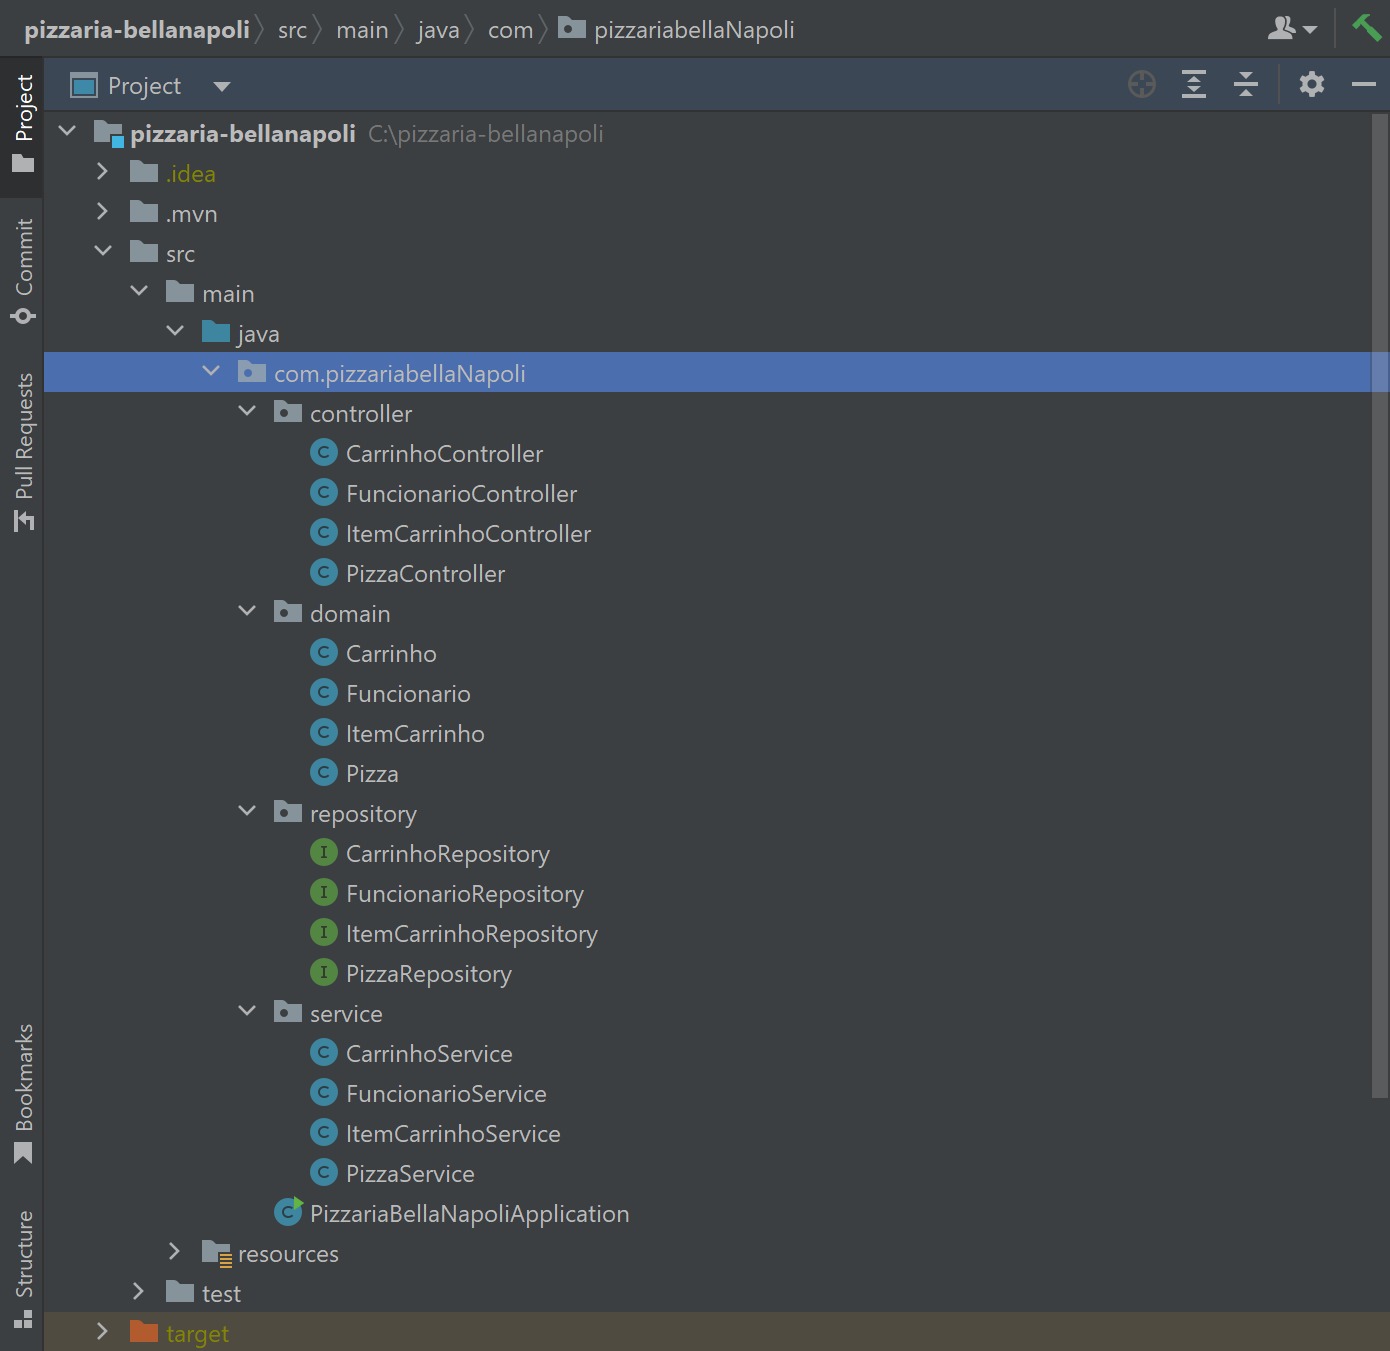 pizzaria-bellanapoli src main java com pizzariabellaNapoli
Project
Project
Commit
Pull Requests
Bookmarks
Structure
pizzaria-bellanapoli C:\pizzaria-bellanapoli
.idea
.mvn
src
main
java
com.pizzariabellaNapoli
controller
C CarrinhoController
C FuncionarioController
C ItemCarrinhoController
C PizzaController
domain
C Carrinho
C Funcionario
C ItemCarrinho
C Pizza
repository
I CarrinhoRepository
I FuncionarioRepository
I ItemCarrinhoRepository
I PizzaRepository
service
C CarrinhoService
C FuncionarioService
C ItemCarrinhoService
C PizzaService
C PizzariaBellaNapoliApplication
resources
test
target